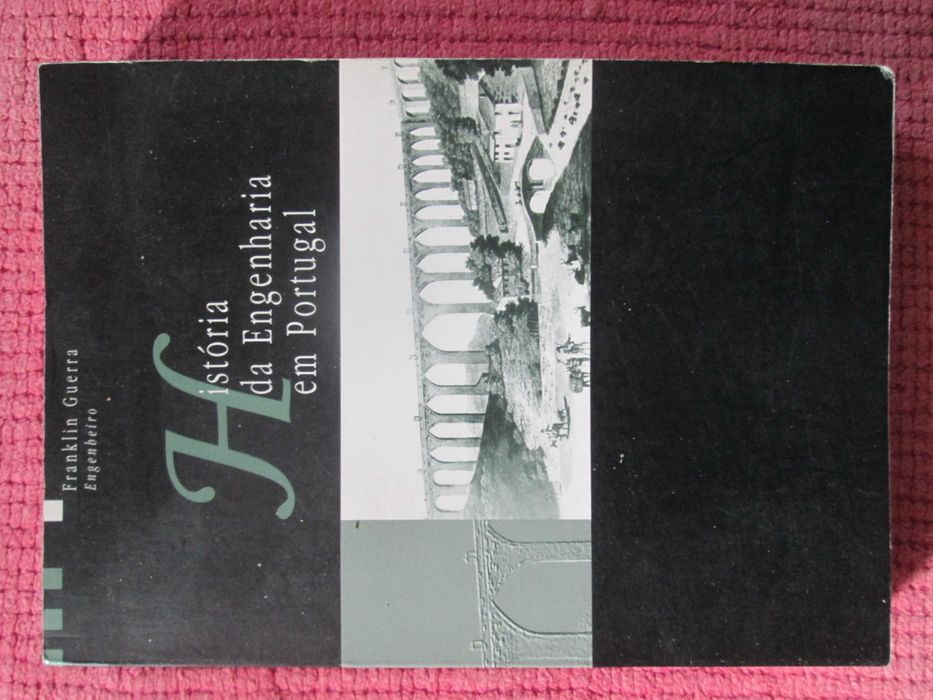 Franklin Guerra
Engenheiro
História
da Engenharia
em Portugal